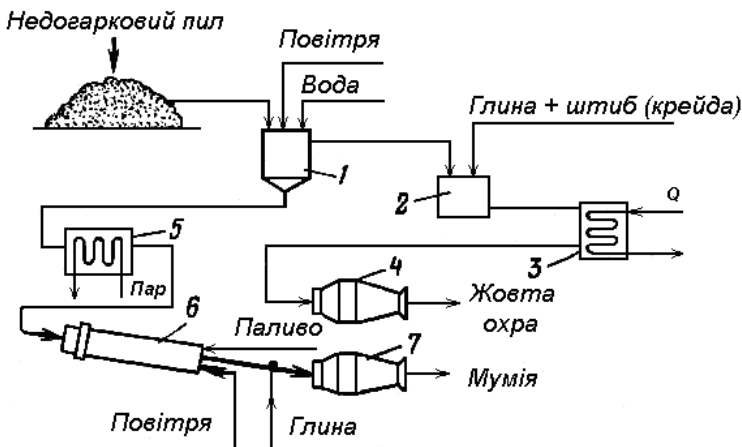 Недогарковий пил
Повітря
Вода
Глина + штиб (крейда)
1
2
Q
3
5
Пар
4
Жовта
охра
6
Паливо
7
Мумія
Повітря
Глина